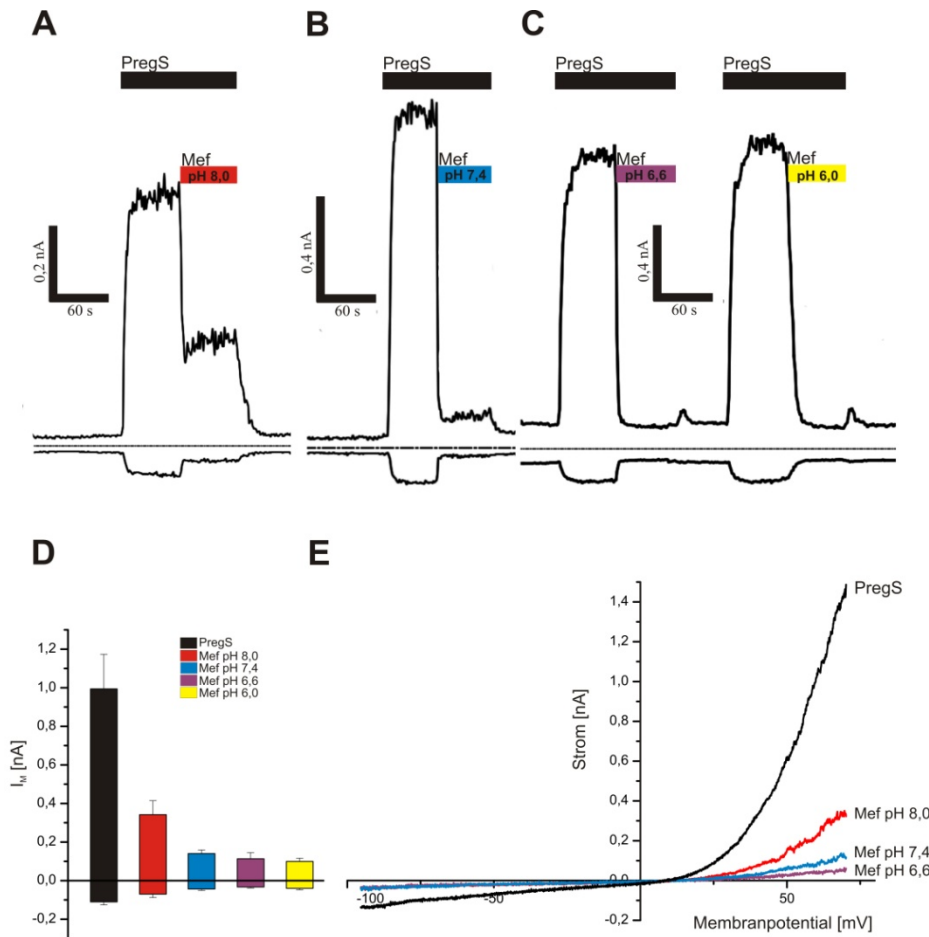 A
PregS
Mef
pH 8,0
0,2 nA
60 s
B
PregS
Mef
pH 7,4
0,4 nA
60 s
C
PregS
PregS
Mef
pH 6,6
Mef
pH 6,0
0,4 nA
60 s
D
1,2
1,0
0,8
0,6
0,4
0,2
0,0
-0,2
I_M [nA]
PregS
Mef pH 8,0
Mef pH 7,4
Mef pH 6,6
Mef pH 6,0
E
1,4
1,2
1,0
0,8
0,6
0,4
0,2
0,0
-0,2
Strom [nA]
PregS
Mef pH 8,0
Mef pH 7,4
Mef pH 6,6
-100
-50
50
Membranpotential [mV]